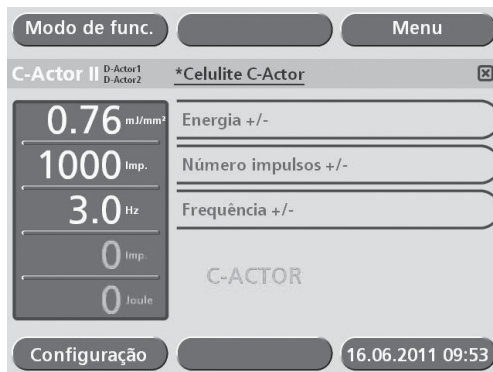 Modo de func. Menu
C-Actor II D-Actor1 D-Actor2 *Celulite C-Actor
0.76 mJ/mm² Energia +/-
1000 Imp. Número impulsos +/-
3.0 Hz Frequência +/-
0 Imp.
C-ACTOR
0 Joule
Configuração 16.06.2011 09:53